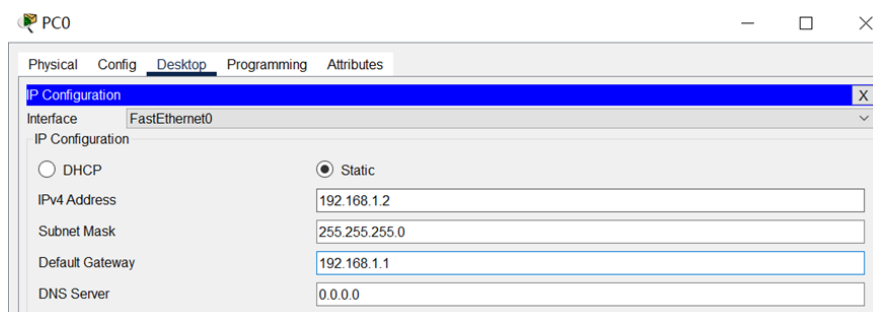 PC0
Physical Config Desktop Programming Attributes
IP Configuration X
Interface FastEthernet0
IP Configuration
DHCP Static
IPv4 Address 192.168.1.2
Subnet Mask 255.255.255.0
Default Gateway 192.168.1.1
DNS Server 0.0.0.0